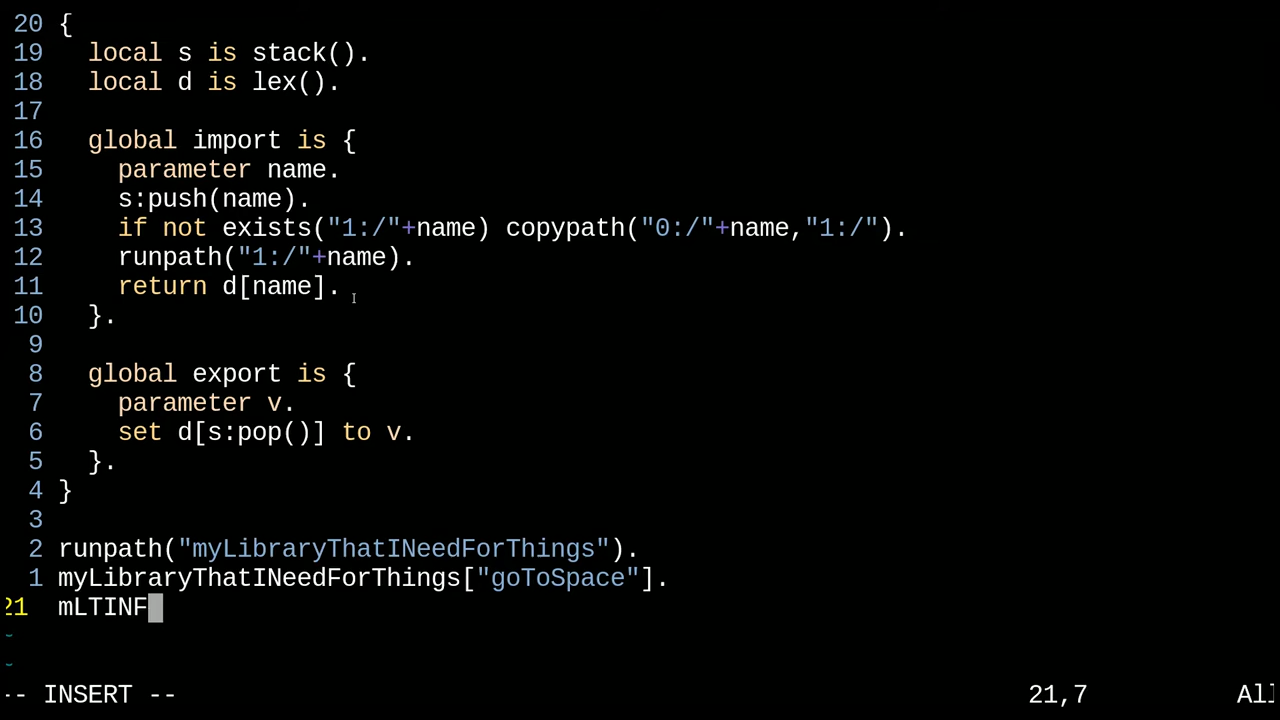 20 {
19   local s is stack().
18   local d is lex().
17
16   global import is {
15     parameter name.
14     s:push(name).
13     if not exists("1:/"+name) copypath("0:/"+name,"1:/").
12     runpath("1:/"+name).
11     return d[name].
10   }.
9
8   global export is {
7     parameter v.
6     set d[s:pop()] to v.
5   }.
4 }
3
2 runpath("myLibraryThatINeedForThings").
1 myLibraryThatINeedForThings["goToSpace"].
21 mLTINF
~
~
-- INSERT -- 21,7 All